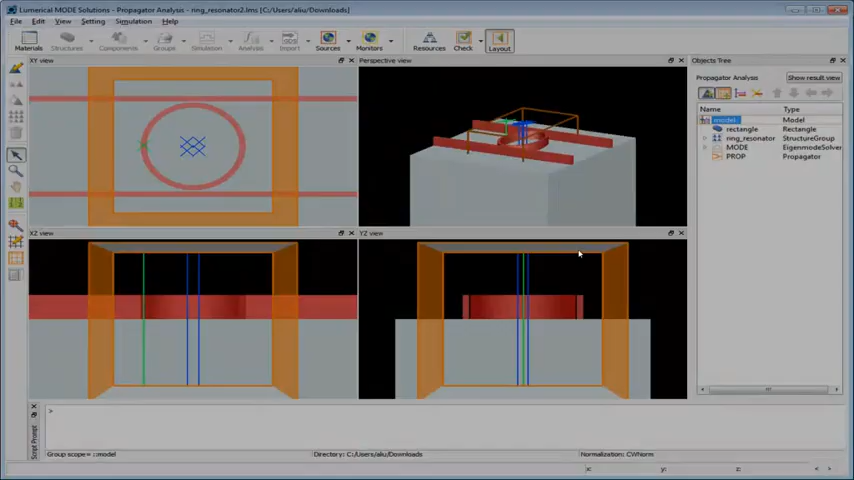 Lumerical MODE Solutions - Propagator Analysis - ring_resonator2.lms [C:/Users/aliu/Downloads]
File Edit View Setting Simulation Help
Materials Structures Components Groups Simulation Analysis Import Sources Monitors Resources Check Layout
XY view
Perspective view
Objects Tree
Propagator Analysis
Show result view
Name Type
model Model
rectangle Rectangle
ring_resonator StructureGroup
MODE EigenmodeSolver
PROP Propagator
XZ view
YZ view
Script Prompt
>
Group scope= ::model
Directory: C:/Users/aliu/Downloads
Normalization: CWNorm
x: y: z: